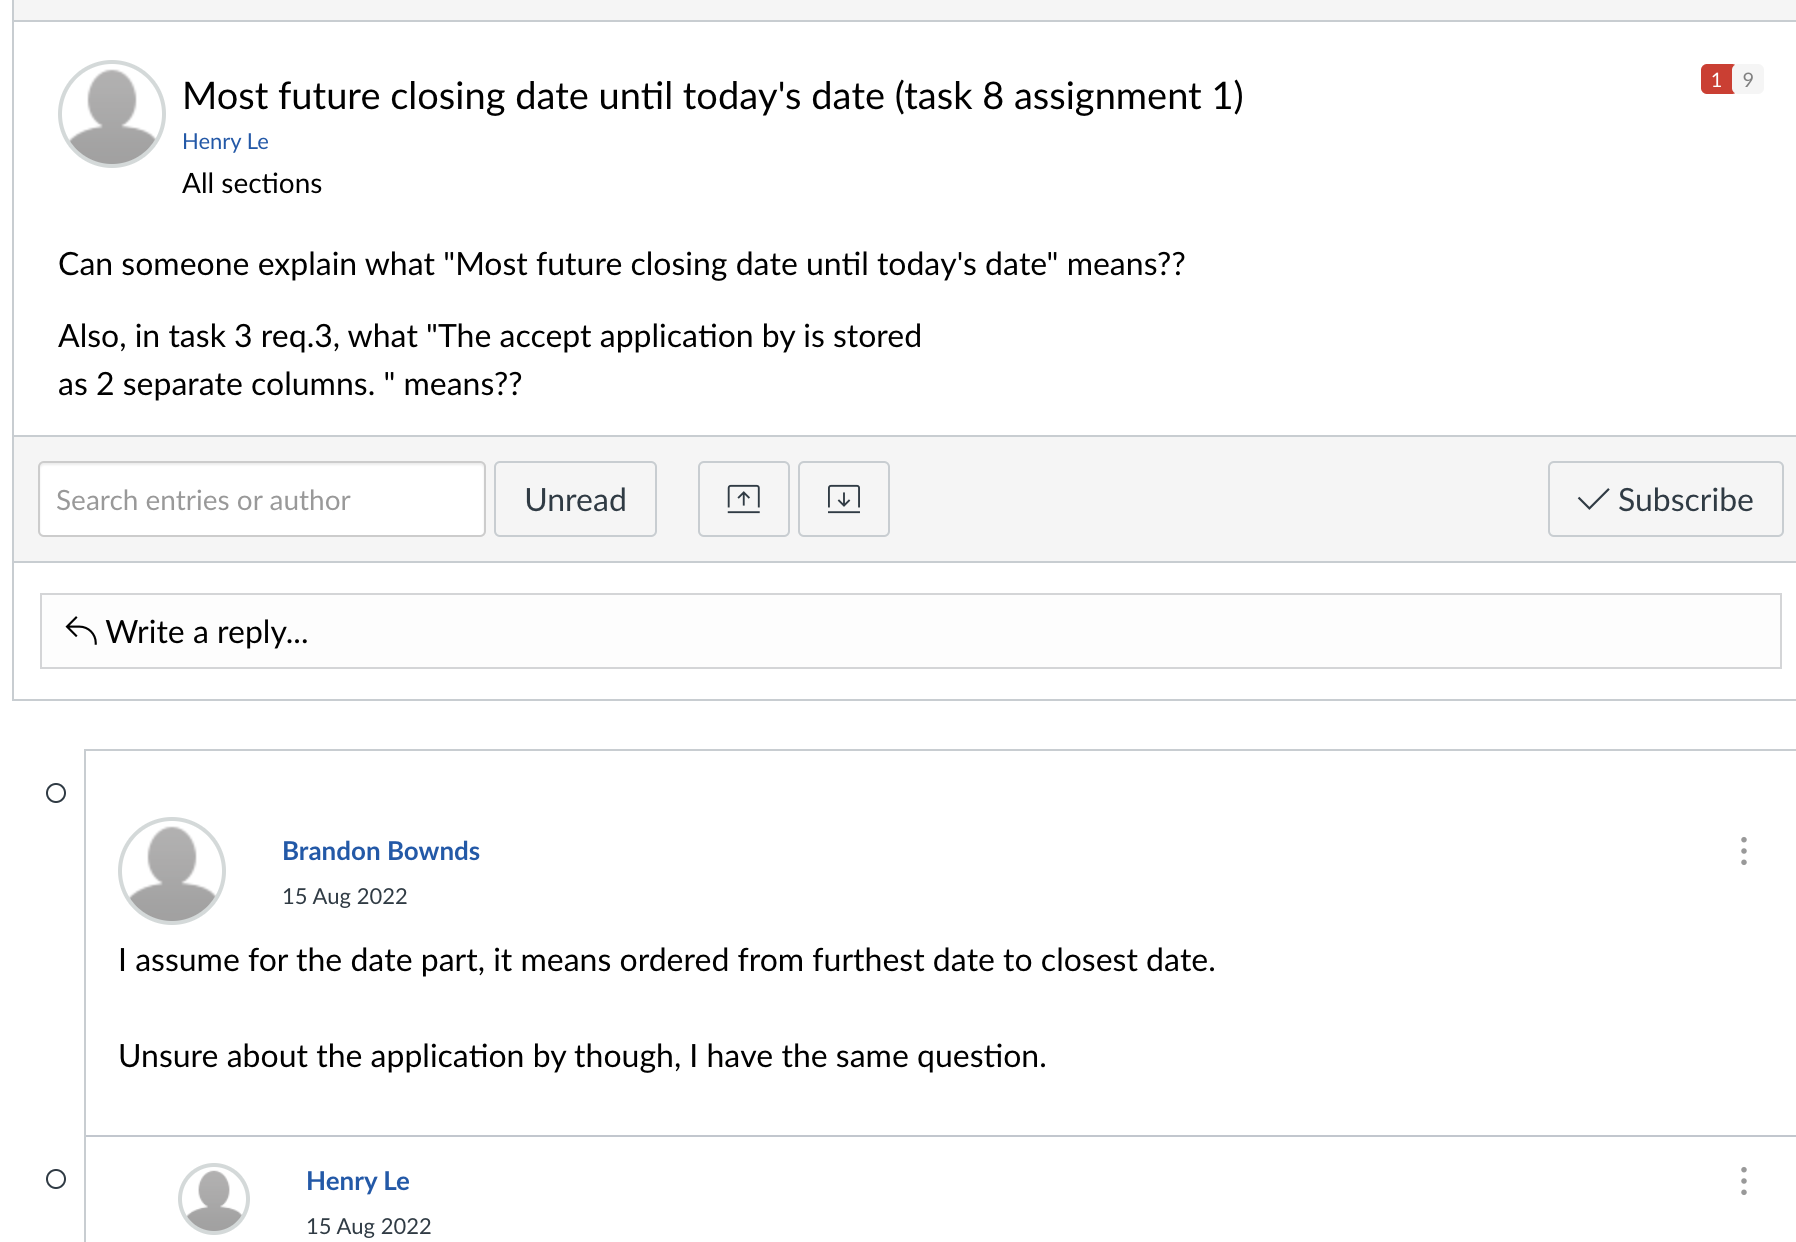 Most future closing date until today's date (task 8 assignment 1)
1 9
Henry Le
All sections
Can someone explain what "Most future closing date until today's date" means??
Also, in task 3 req.3, what "The accept application by is stored
as 2 separate columns. " means??
Search entries or author
Unread
Subscribe
Write a reply...
Brandon Bownds
15 Aug 2022
I assume for the date part, it means ordered from furthest date to closest date.
Unsure about the application by though, I have the same question.
Henry Le
15 Aug 2022